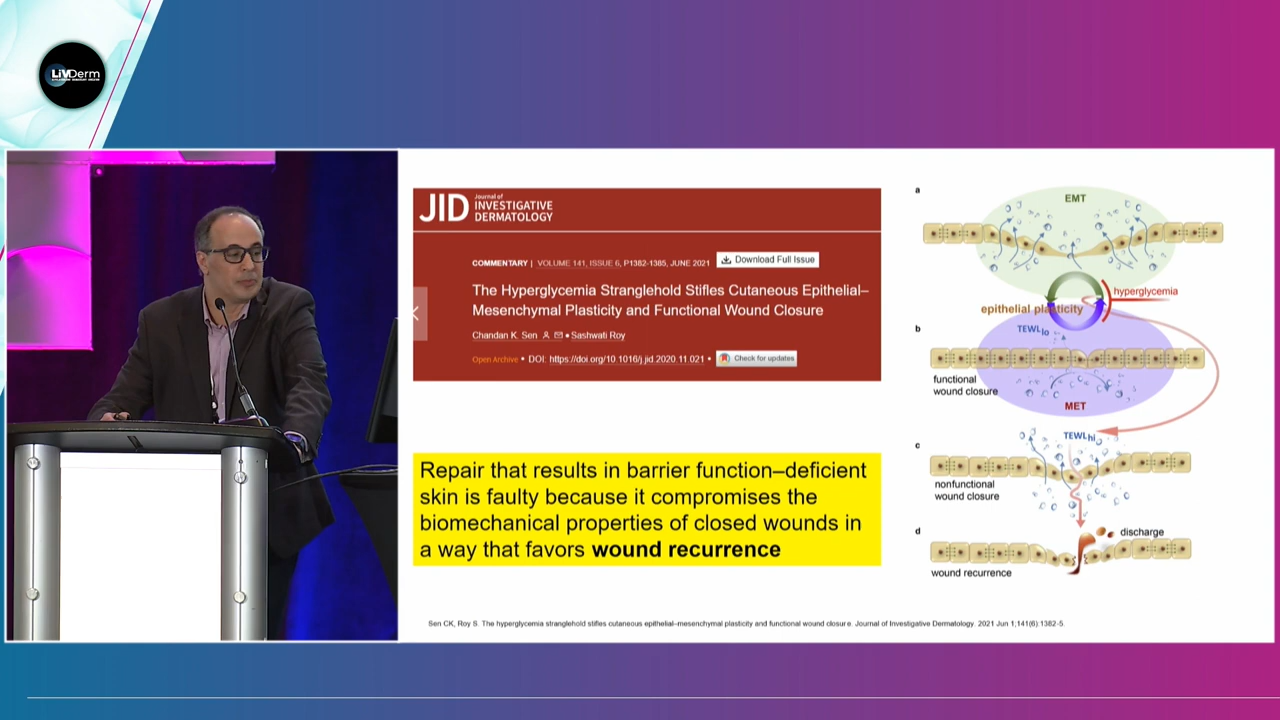 LiVDerm
JID
Journal of
INVESTIGATIVE
DERMATOLOGY
COMMENTARY | VOLUME 141, ISSUE 6, P1382-1385, JUNE 2021
Download Full Issue
The Hyperglycemia Stranglehold Stifles Cutaneous Epithelial–
Mesenchymal Plasticity and Functional Wound Closure
Chandan K. Sen • Sashwati Roy
Open Archive • DOI: https://doi.org/10.1016/j.jid.2020.11.021 •
Check for updates
Repair that results in barrier function–deficient
skin is faulty because it compromises the
biomechanical properties of closed wounds in
a way that favors wound recurrence
a
EMT
hyperglycemia
epithelial plasticity
b
TEWLlo
functional
wound closure
MET
TEWLhi
c
nonfunctional
wound closure
d
discharge
wound recurrence
Sen CK, Roy S. The hyperglycemia stranglehold stifles cutaneous epithelial–mesenchymal plasticity and functional wound closure. Journal of Investigative Dermatology. 2021 Jun 1;141(6):1382-5.